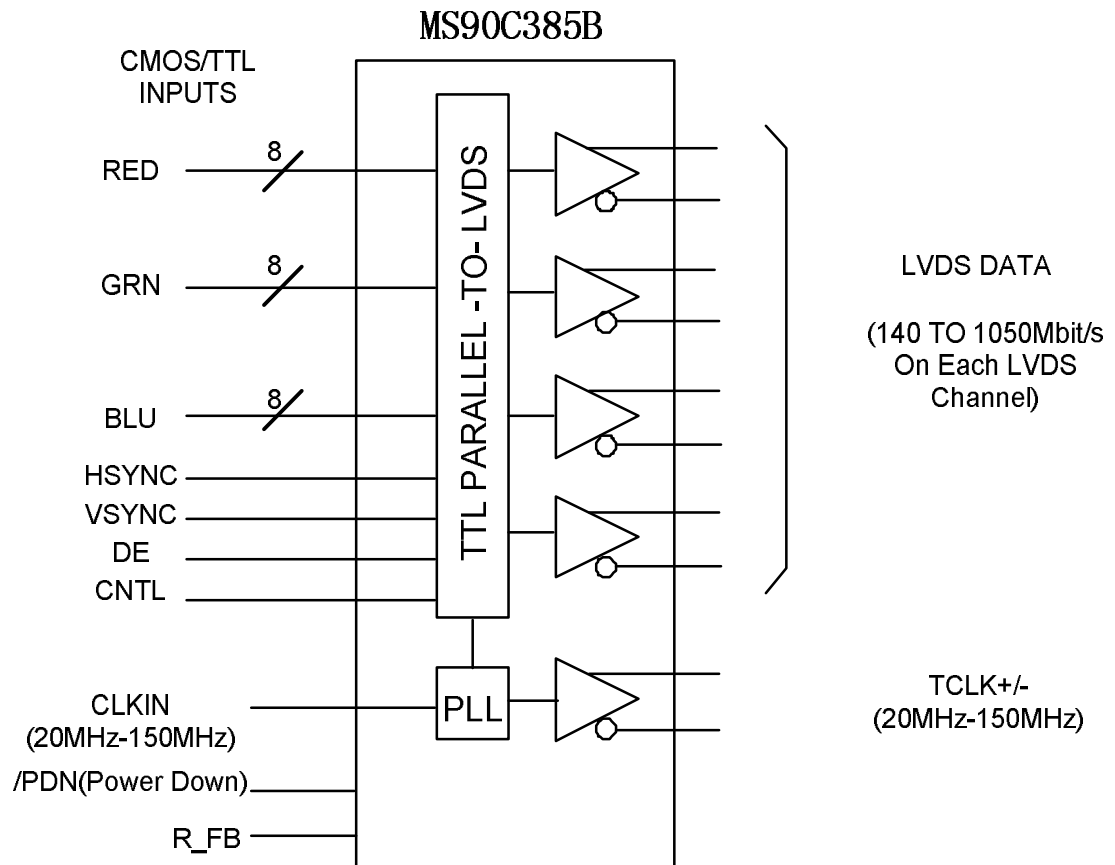 MS90C385B
CMOS/TTL
INPUTS
RED
8
GRN
8
BLU
8
HSYNC
VSYNC
DE
CNTL
TTL PARALLEL -TO- LVDS
LVDS DATA
(140 TO 1050Mbit/s
On Each LVDS
Channel)
CLKIN
(20MHz-150MHz)
PLL
TCLK+/-
(20MHz-150MHz)
/PDN(Power Down)
R_FB